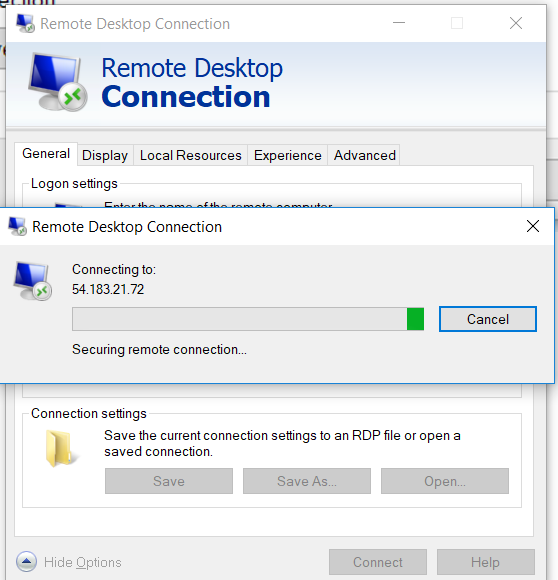 Remote Desktop Connection
Remote Desktop
Connection
General Display Local Resources Experience Advanced
Logon settings
Enter the name of the remote computer.
Remote Desktop Connection
Connecting to:
54.183.21.72
Cancel
Securing remote connection...
Connection settings
Save the current connection settings to an RDP file or open a
saved connection.
Save Save As... Open...
Hide Options Connect Help